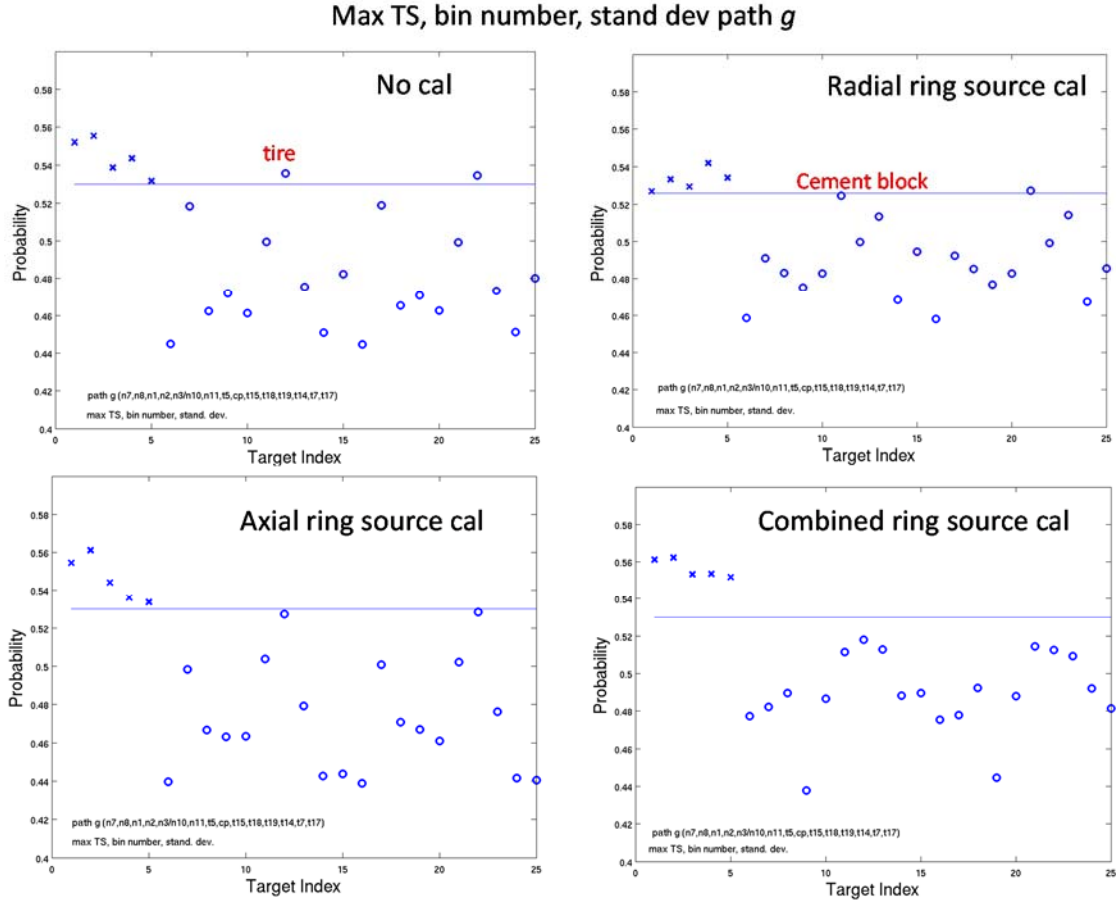 Max TS, bin number, stand dev path g
No cal
tire
0.58
0.56
0.54
0.52
0.5
0.48
0.46
0.44
0.42
0.4
Probability
path g (n7,n8,n1,n2,n3/n10,n11,t5,cp,t15,t18,t19,t14,t7,t17)
max TS, bin number, stand. dev.
0 5 10 15 20 25
Target Index
Radial ring source cal
Cement block
0.58
0.56
0.54
0.52
0.5
0.48
0.46
0.44
0.42
0.4
Probability
path g (n7,n8,n1,n2,n3/n10,n11,t5,cp,t15,t18,t19,t14,t7,t17)
max TS, bin number, stand. dev.
0 5 10 15 20 25
Target Index
Axial ring source cal
0.58
0.56
0.54
0.52
0.5
0.48
0.46
0.44
0.42
0.4
Probability
path g (n7,n8,n1,n2,n3/n10,n11,t5,cp,t15,t18,t19,t14,t7,t17)
max TS, bin number, stand. dev.
0 5 10 15 20 25
Target Index
Combined ring source cal
0.58
0.56
0.54
0.52
0.5
0.48
0.46
0.44
0.42
0.4
Probability
path g (n7,n8,n1,n2,n3/n10,n11,t5,cp,t15,t18,t19,t14,t7,t17)
max TS, bin number, stand. dev.
0 5 10 15 20 25
Target Index